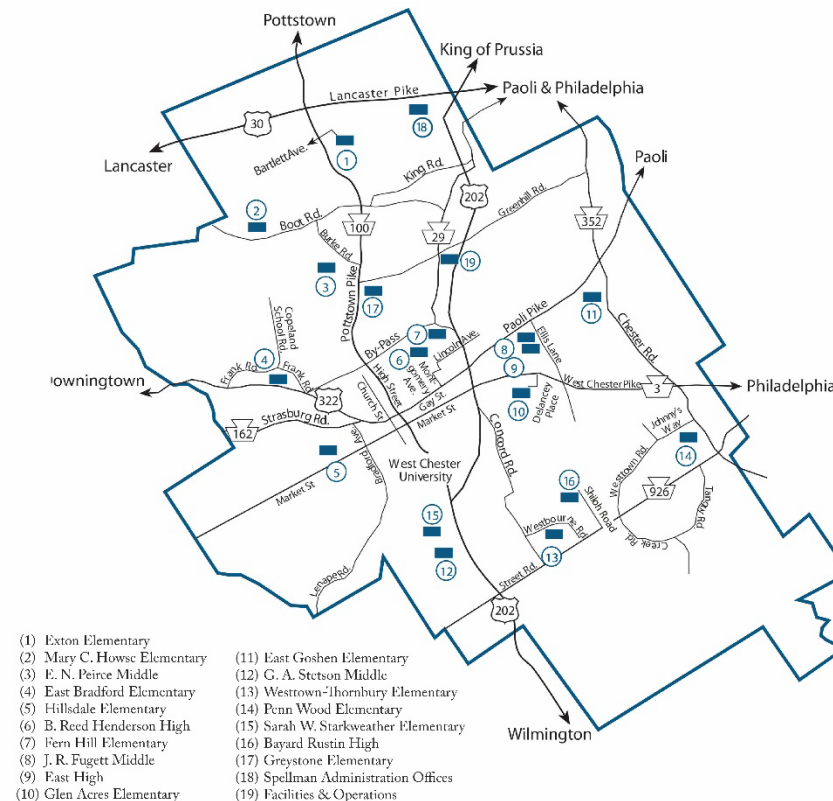 Pottstown
King of Prussia
Lancaster Pike
Paoli & Philadelphia
30
18
Lancaster
Bartlett Ave.
1
Paoli
King Rd.
202
2
Boot Rd.
100
29
Greenhill Rd.
352
Burke Rd.
3
19
17
Pottstown Pike
11
Copeland
School Rd.
By-Pass
7
Lincoln Ave.
Paoli Pike
8
Ellis Lane
Chester Rd.
4
6
Mont-
gomery
Ave.
9
Frank Rd.
Frank Rd.
High Street
West Chester Pike
3
Philadelphia
Downingtown
322
Church St
Gay St.
Market St
10
Delancey
Place
162
Strasburg Rd.
Johnny's
Way
Bradford
Ave.
5
West Chester
University
Concord Rd.
Westtown Rd.
14
Market St
16
Shiloh Road
926
Tanguy Rd.
15
Westbourne Rd.
Creek
Rd.
12
13
Lenape Rd.
Street Rd.
202
Wilmington
(1) Exton Elementary
(2) Mary C. Howse Elementary
(3) E. N. Peirce Middle
(4) East Bradford Elementary
(5) Hillsdale Elementary
(6) B. Reed Henderson High
(7) Fern Hill Elementary
(8) J. R. Fugett Middle
(9) East High
(10) Glen Acres Elementary
(11) East Goshen Elementary
(12) G. A. Stetson Middle
(13) Westtown-Thornbury Elementary
(14) Penn Wood Elementary
(15) Sarah W. Starkweather Elementary
(16) Bayard Rustin High
(17) Greystone Elementary
(18) Spellman Administration Offices
(19) Facilities & Operations